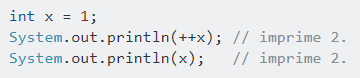 int x = 1;
System.out.println(++x); // imprime 2.
System.out.println(x);   // imprime 2.